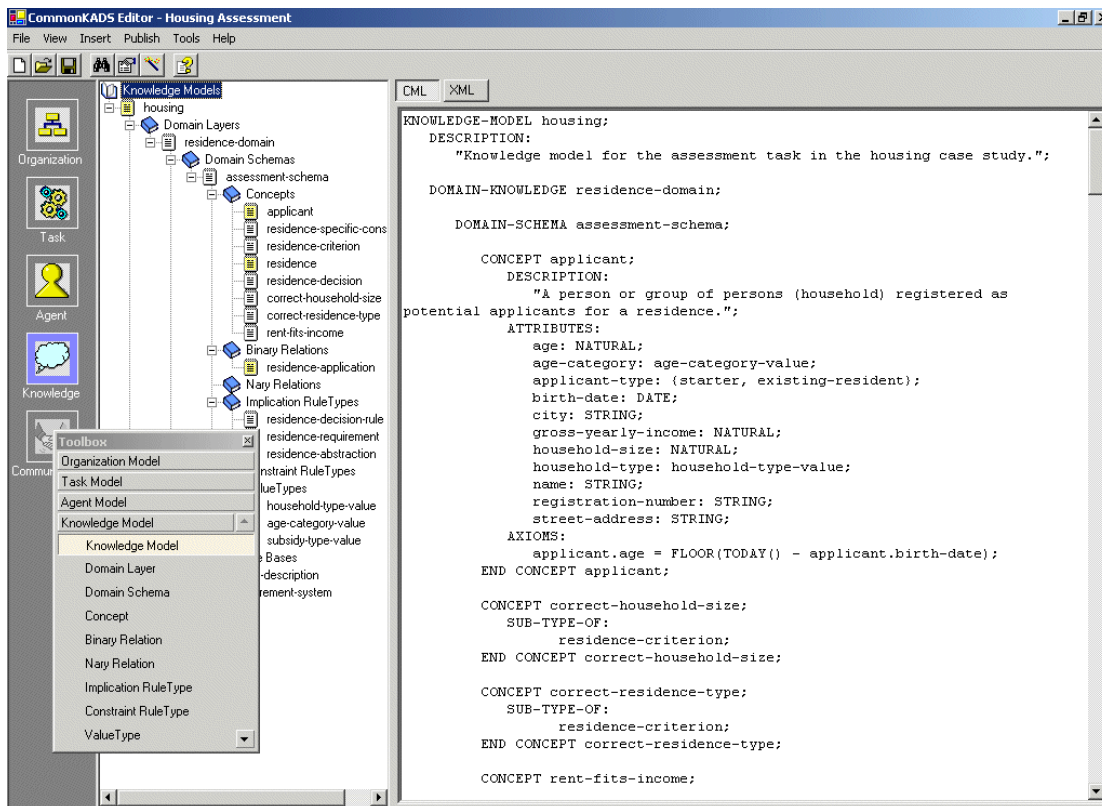 CommonKADS Editor - Housing Assessment
File View Insert Publish Tools Help
Organization
Task
Agent
Knowledge
Commu
Knowledge Models
housing
Domain Layers
residence-domain
Domain Schemas
assessment-schema
Concepts
applicant
residence-specific-cons
residence-criterion
residence
residence-decision
correct-household-size
correct-residence-type
rent-fits-income
Binary Relations
residence-application
Nary Relations
Implication RuleTypes
residence-decision-rule
residence-requirement
residence-abstraction
nstraint RuleTypes
lueTypes
household-type-value
age-category-value
subsidy-type-value
e Bases
-description
rement-system
Toolbox
Organization Model
Task Model
Agent Model
Knowledge Model
Knowledge Model
Domain Layer
Domain Schema
Concept
Binary Relation
Nary Relation
Implication RuleType
Constraint RuleType
ValueType
CML XML
KNOWLEDGE-MODEL housing;
DESCRIPTION:
"Knowledge model for the assessment task in the housing case study.";
DOMAIN-KNOWLEDGE residence-domain;
DOMAIN-SCHEMA assessment-schema;
CONCEPT applicant;
DESCRIPTION:
"A person or group of persons (household) registered as
potential applicants for a residence.";
ATTRIBUTES:
age: NATURAL;
age-category: age-category-value;
applicant-type: {starter, existing-resident};
birth-date: DATE;
city: STRING;
gross-yearly-income: NATURAL;
household-size: NATURAL;
household-type: household-type-value;
name: STRING;
registration-number: STRING;
street-address: STRING;
AXIOMS:
applicant.age = FLOOR(TODAY() - applicant.birth-date);
END CONCEPT applicant;
CONCEPT correct-household-size;
SUB-TYPE-OF:
residence-criterion;
END CONCEPT correct-household-size;
CONCEPT correct-residence-type;
SUB-TYPE-OF:
residence-criterion;
END CONCEPT correct-residence-type;
CONCEPT rent-fits-income;